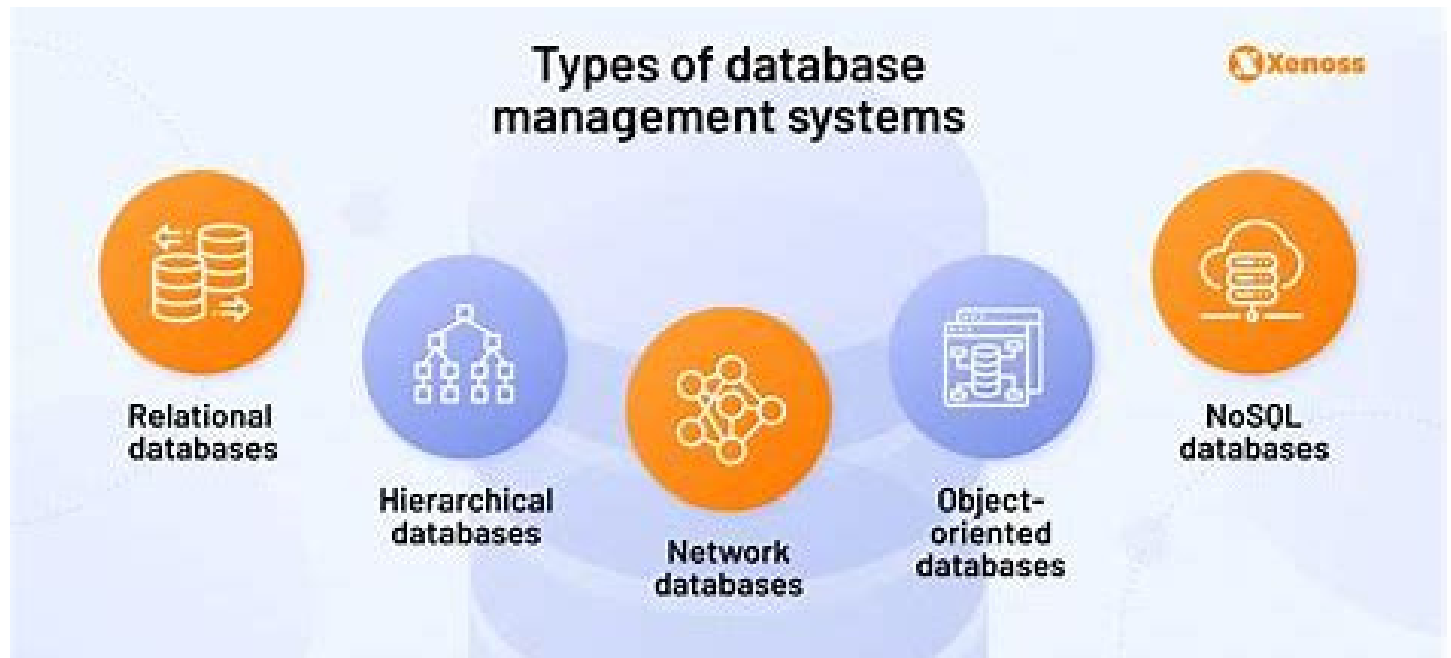 Types of database
management systems
Xenoss
Relational
databases
Hierarchical
databases
Network
databases
Object-
oriented
databases
NoSQL
databases